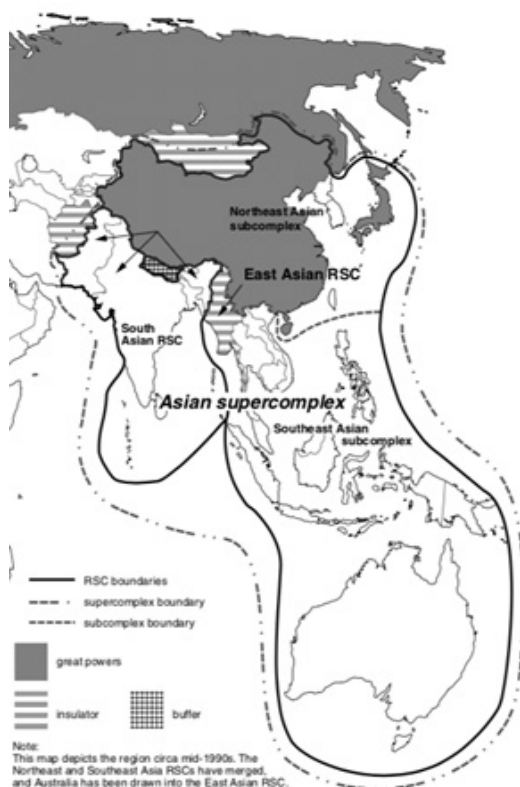 Northeast Asian
subcomplex
East Asian RSC
South
Asian RSC
Asian supercomplex
Southeast Asian
subcomplex
RSC boundaries
supercomplex boundary
subcomplex boundary
great powers
insulator
buffer
Note:
This map depicts the region circa mid-1990s. The
Northeast and Southeast Asia RSCs have merged,
and Australia has been drawn into the East Asian RSC.